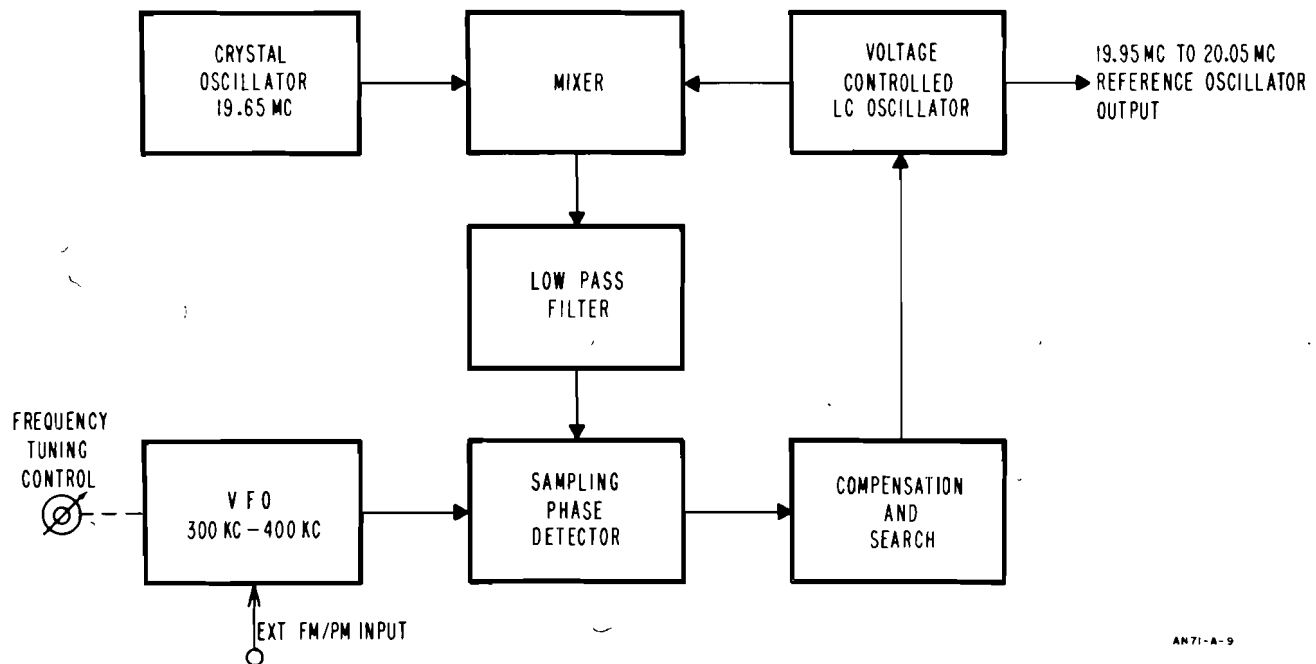 CRYSTAL
OSCILLATOR
19.65 MC
MIXER
VOLTAGE
CONTROLLED
LC OSCILLATOR
19.95 MC TO 20.05 MC
REFERENCE OSCILLATOR
OUTPUT
LOW PASS
FILTER
FREQUENCY
TUNING
CONTROL
VFO
300 KC – 400 KC
SAMPLING
PHASE
DETECTOR
COMPENSATION
AND
SEARCH
EXT FM/PM INPUT
AN71-A-9